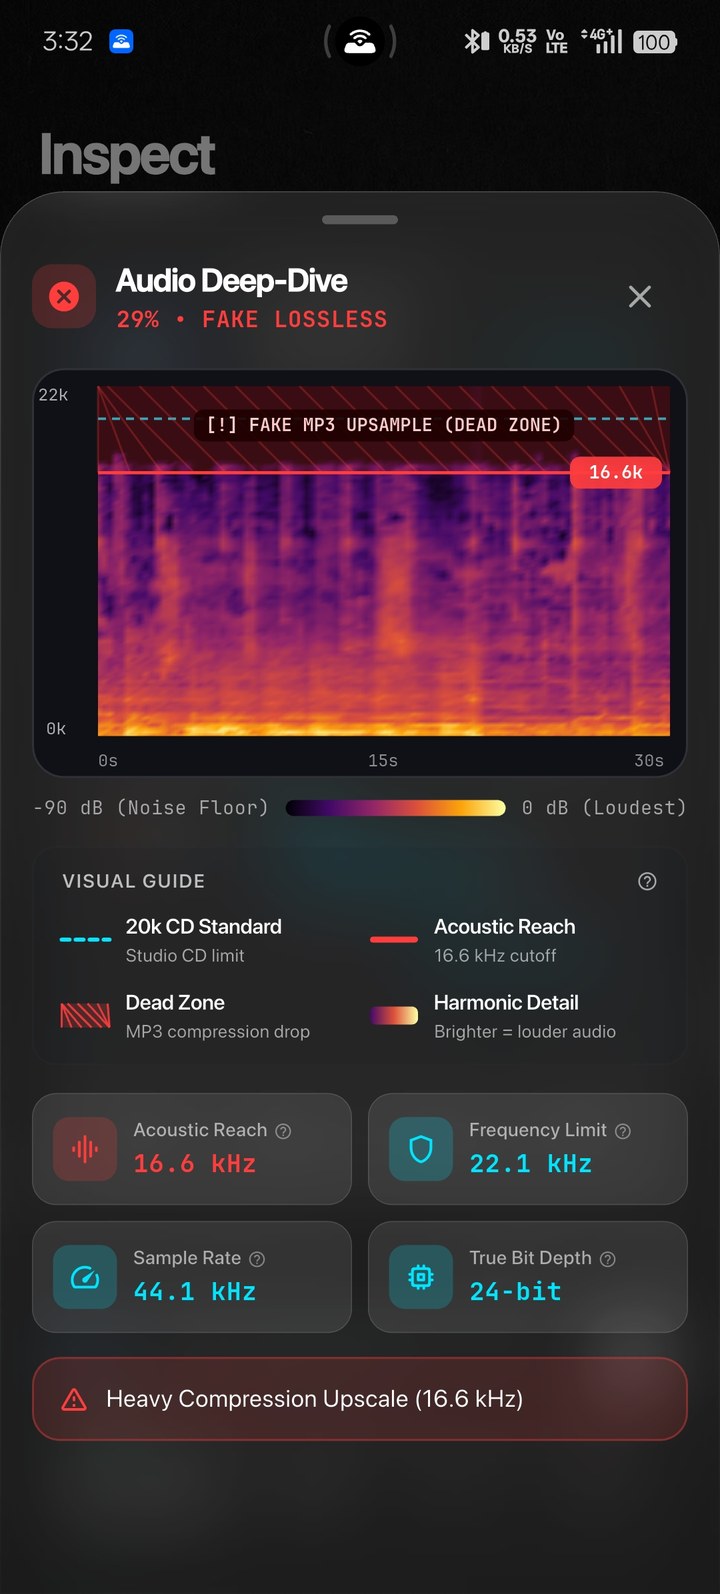 3:32
0.53 KB/S
Vo LTE
4G+
100
Inspect
Audio Deep-Dive
29% • FAKE LOSSLESS
22k
[!] FAKE MP3 UPSAMPLE (DEAD ZONE)
16.6k
0k
0s 15s 30s
-90 dB (Noise Floor) 0 dB (Loudest)
VISUAL GUIDE
20k CD Standard
Studio CD limit
Acoustic Reach
16.6 kHz cutoff
Dead Zone
MP3 compression drop
Harmonic Detail
Brighter = louder audio
Acoustic Reach
16.6 kHz
Frequency Limit
22.1 kHz
Sample Rate
44.1 kHz
True Bit Depth
24-bit
Heavy Compression Upscale (16.6 kHz)